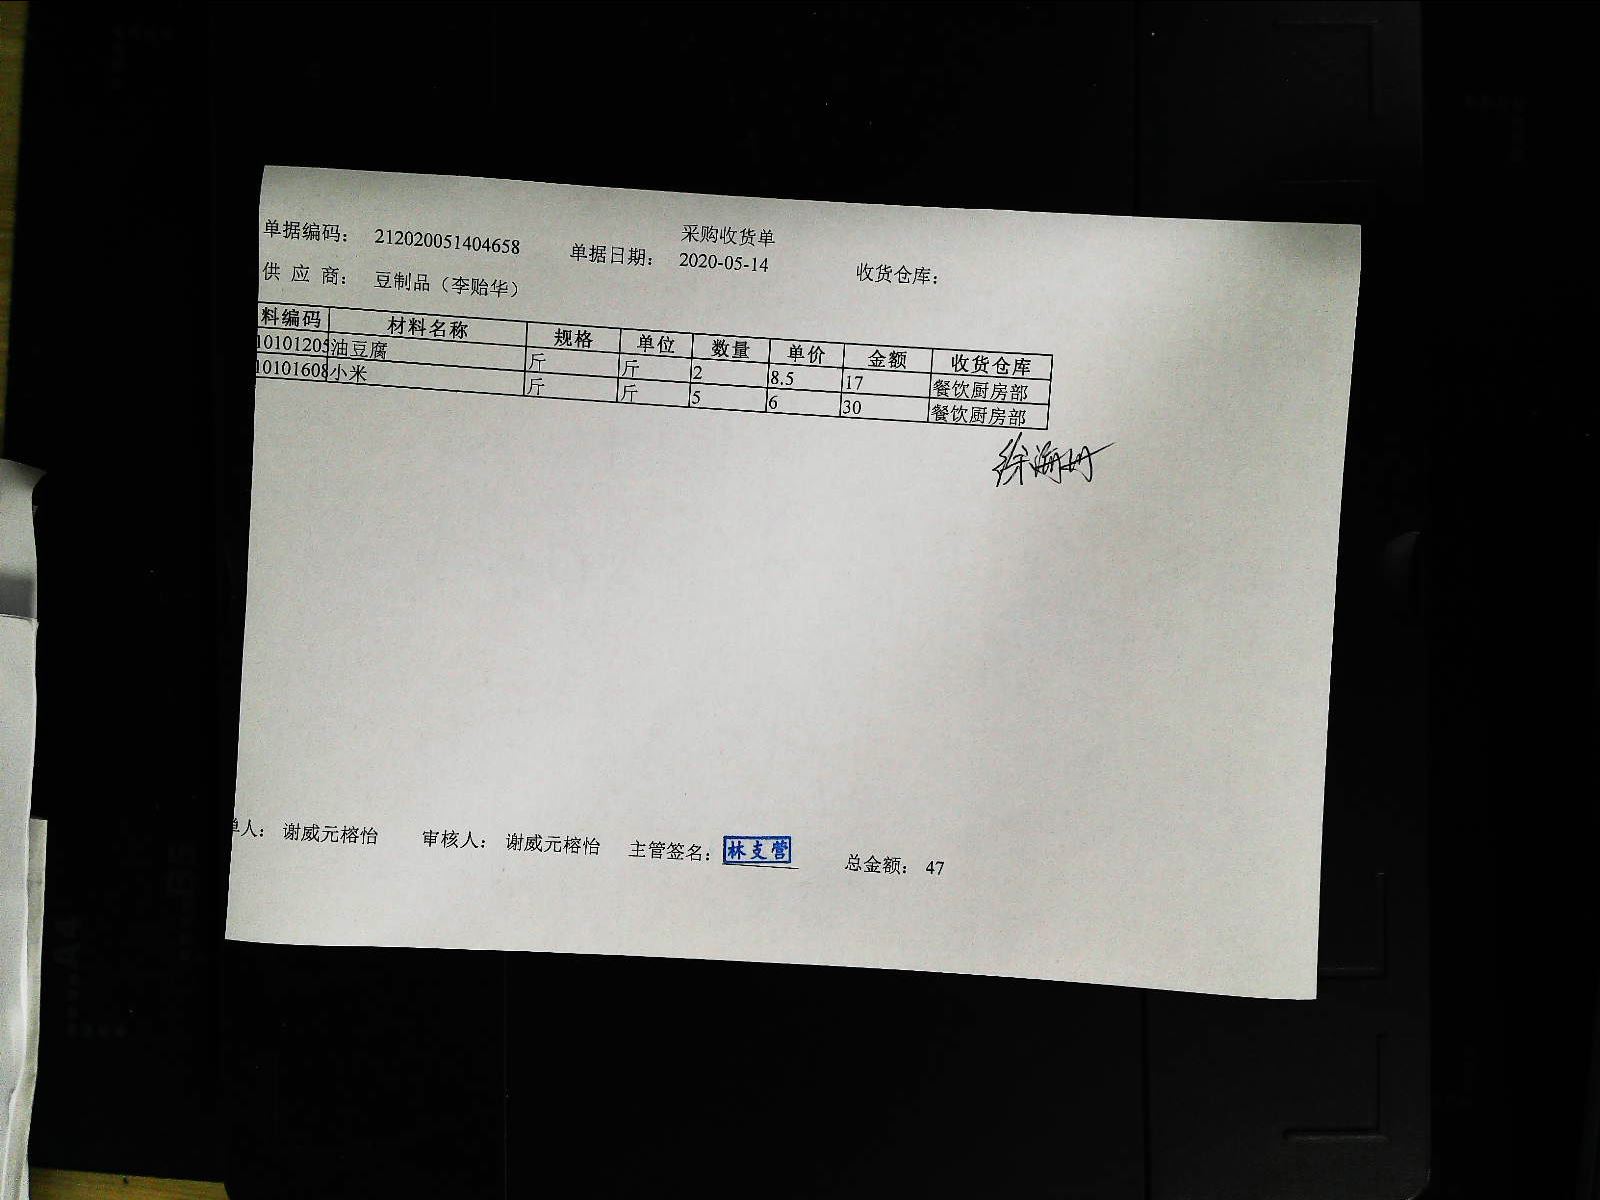 采购收货单
单据编码： 212020051404658 单据日期： 2020-05-14 收货仓库：
供 应 商： 豆制品（李贻华）
料编码 材料名称 规格 单位 数量 单价 金额 收货仓库
10101205 油豆腐 斤 斤 2 8.5 17 餐饮厨房部
10101608 小米 斤 斤 5 6 30 餐饮厨房部
单人： 谢威元榕怡 审核人： 谢威元榕怡 主管签名： 林支营 总金额： 47